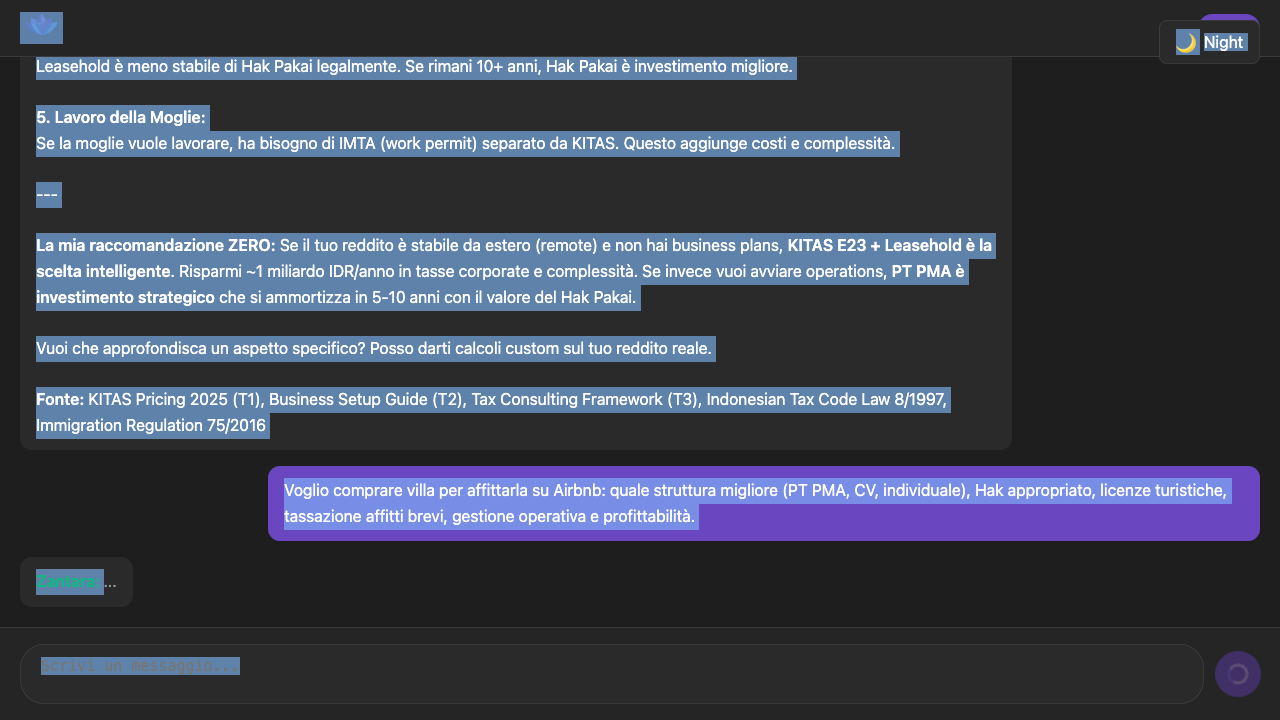 🌙 Night
Leasehold è meno stabile di Hak Pakai legalmente. Se rimani 10+ anni, Hak Pakai è investimento migliore.
5. Lavoro della Moglie:
Se la moglie vuole lavorare, ha bisogno di IMTA (work permit) separato da KITAS. Questo aggiunge costi e complessità.
---
La mia raccomandazione ZERO: Se il tuo reddito è stabile da estero (remote) e non hai business plans, KITAS E23 + Leasehold è la
scelta intelligente. Risparmi ~1 miliardo IDR/anno in tasse corporate e complessità. Se invece vuoi avviare operations, PT PMA è
investimento strategico che si ammortizza in 5-10 anni con il valore del Hak Pakai.
Vuoi che approfondisca un aspetto specifico? Posso darti calcoli custom sul tuo reddito reale.
Fonte: KITAS Pricing 2025 (T1), Business Setup Guide (T2), Tax Consulting Framework (T3), Indonesian Tax Code Law 8/1997,
Immigration Regulation 75/2016
Voglio comprare villa per affittarla su Airbnb: quale struttura migliore (PT PMA, CV, individuale), Hak appropriato, licenze turistiche,
tassazione affitti brevi, gestione operativa e profittabilità.
...
Scrivi un messaggio...